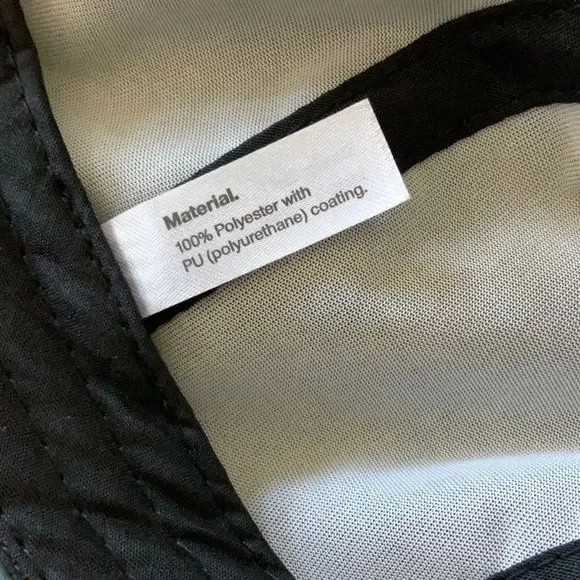 Material.
100% Polyester with
PU (polyurethane) coating.